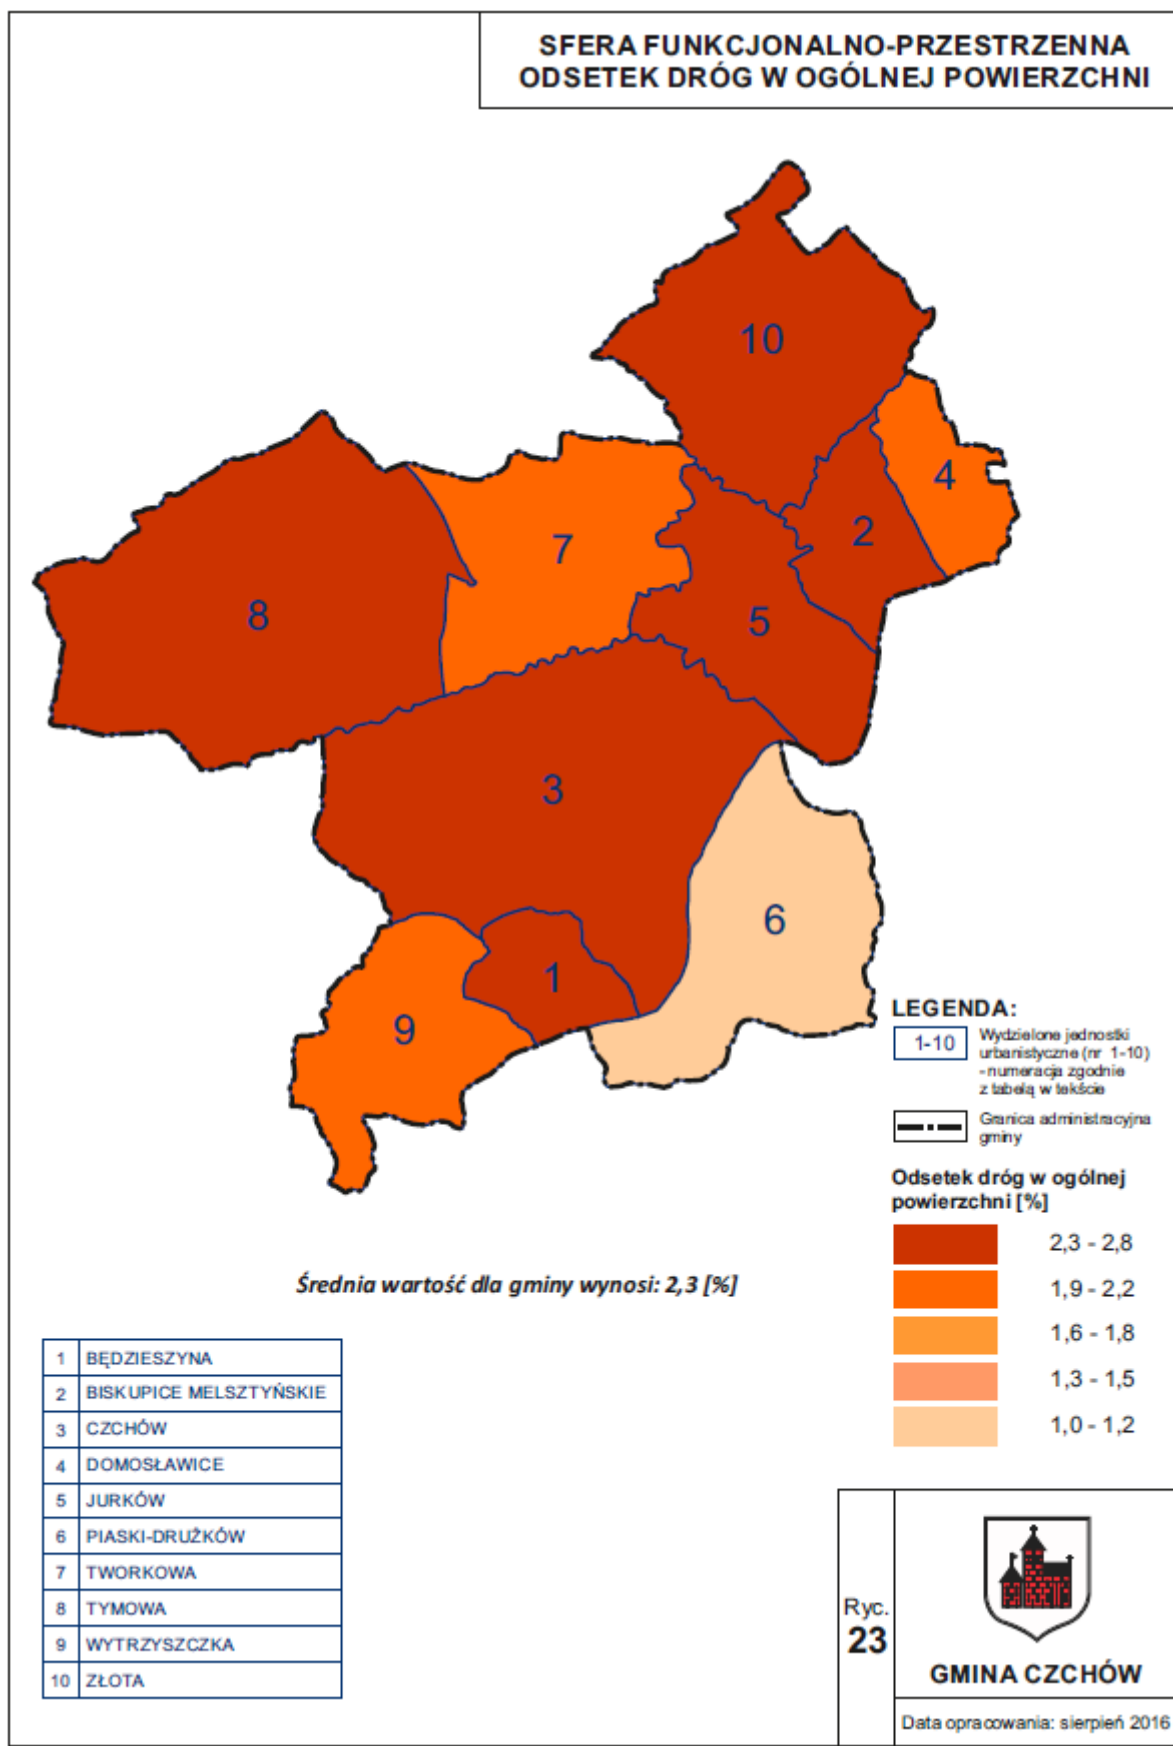 SFERA FUNKCJONALNO-PRZESTRZENNA
ODSETEK DRÓG W OGÓLNEJ POWIERZCHNI
10
4
2
7
8
5
3
6
1
9
LEGENDA:
1-10
Wydzielone jednostki
urbanistyczne (nr 1-10)
- numeracja zgodnie
z tabelą w tekście
Granica administracyjna
gminy
Odsetek dróg w ogólnej
powierzchni [%]
2,3 - 2,8
1,9 - 2,2
1,6 - 1,8
1,3 - 1,5
1,0 - 1,2
Średnia wartość dla gminy wynosi: 2,3 [%]
1 BĘDZIESZYNA
2 BISKUPICE MELSZTYŃSKIE
3 CZCHÓW
4 DOMOSŁAWICE
5 JURKÓW
6 PIASKI-DRUŻKÓW
7 TWORKOWA
8 TYMOWA
9 WYTRZYSZCZKA
10 ZŁOTA
Ryc.
23
GMINA CZCHÓW
Data opracowania: sierpień 2016